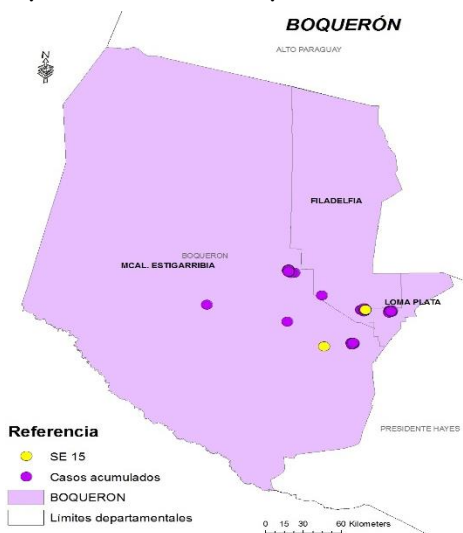 BOQUERÓN
ALTO PARAGUAY
N
FILADELFIA
BOQUERON
MCAL. ESTIGARRIBIA
LOMA PLATA
PRESIDENTE HAYES
Referencia
SE 15
Casos acumulados
BOQUERON
Límites departamentales
0 15 30 60 Kilometers